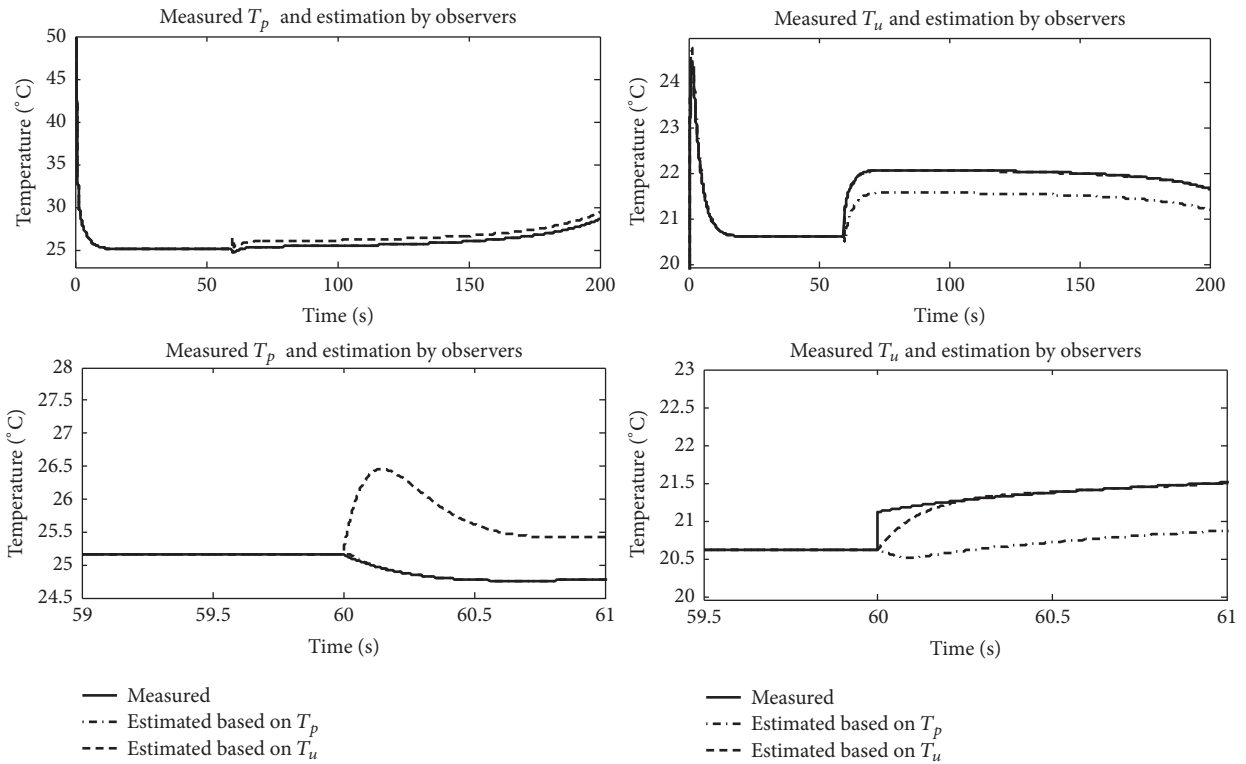 Measured T_p and estimation by observers
Temperature (°C)
50
45
40
35
30
25
0
50
100
150
200
Time (s)
Measured T_u and estimation by observers
Temperature (°C)
24
23
22
21
20
0
50
100
150
200
Time (s)
Measured T_p and estimation by observers
Temperature (°C)
28
27.5
27
26.5
26
25.5
25
24.5
59
59.5
60
60.5
61
Time (s)
Measured T_u and estimation by observers
Temperature (°C)
23
22.5
22
21.5
21
20.5
20
59.5
60
60.5
61
Time (s)
Measured
Estimated based on T_p
Estimated based on T_u
Measured
Estimated based on T_p
Estimated based on T_u